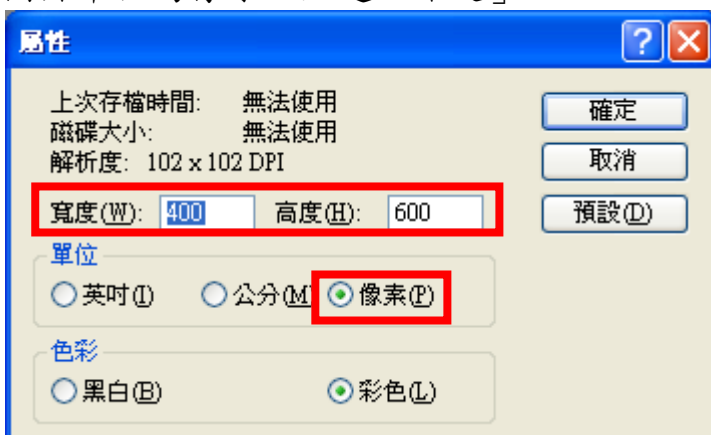 屬性
上次存檔時間: 無法使用
磁碟大小: 無法使用
解析度: 102 x 102 DPI
確定
取消
預設(D)
寬度(W): 400 高度(H): 600
單位
英吋(I) 公分(M) 像素(P)
色彩
黑白(B) 彩色(L)